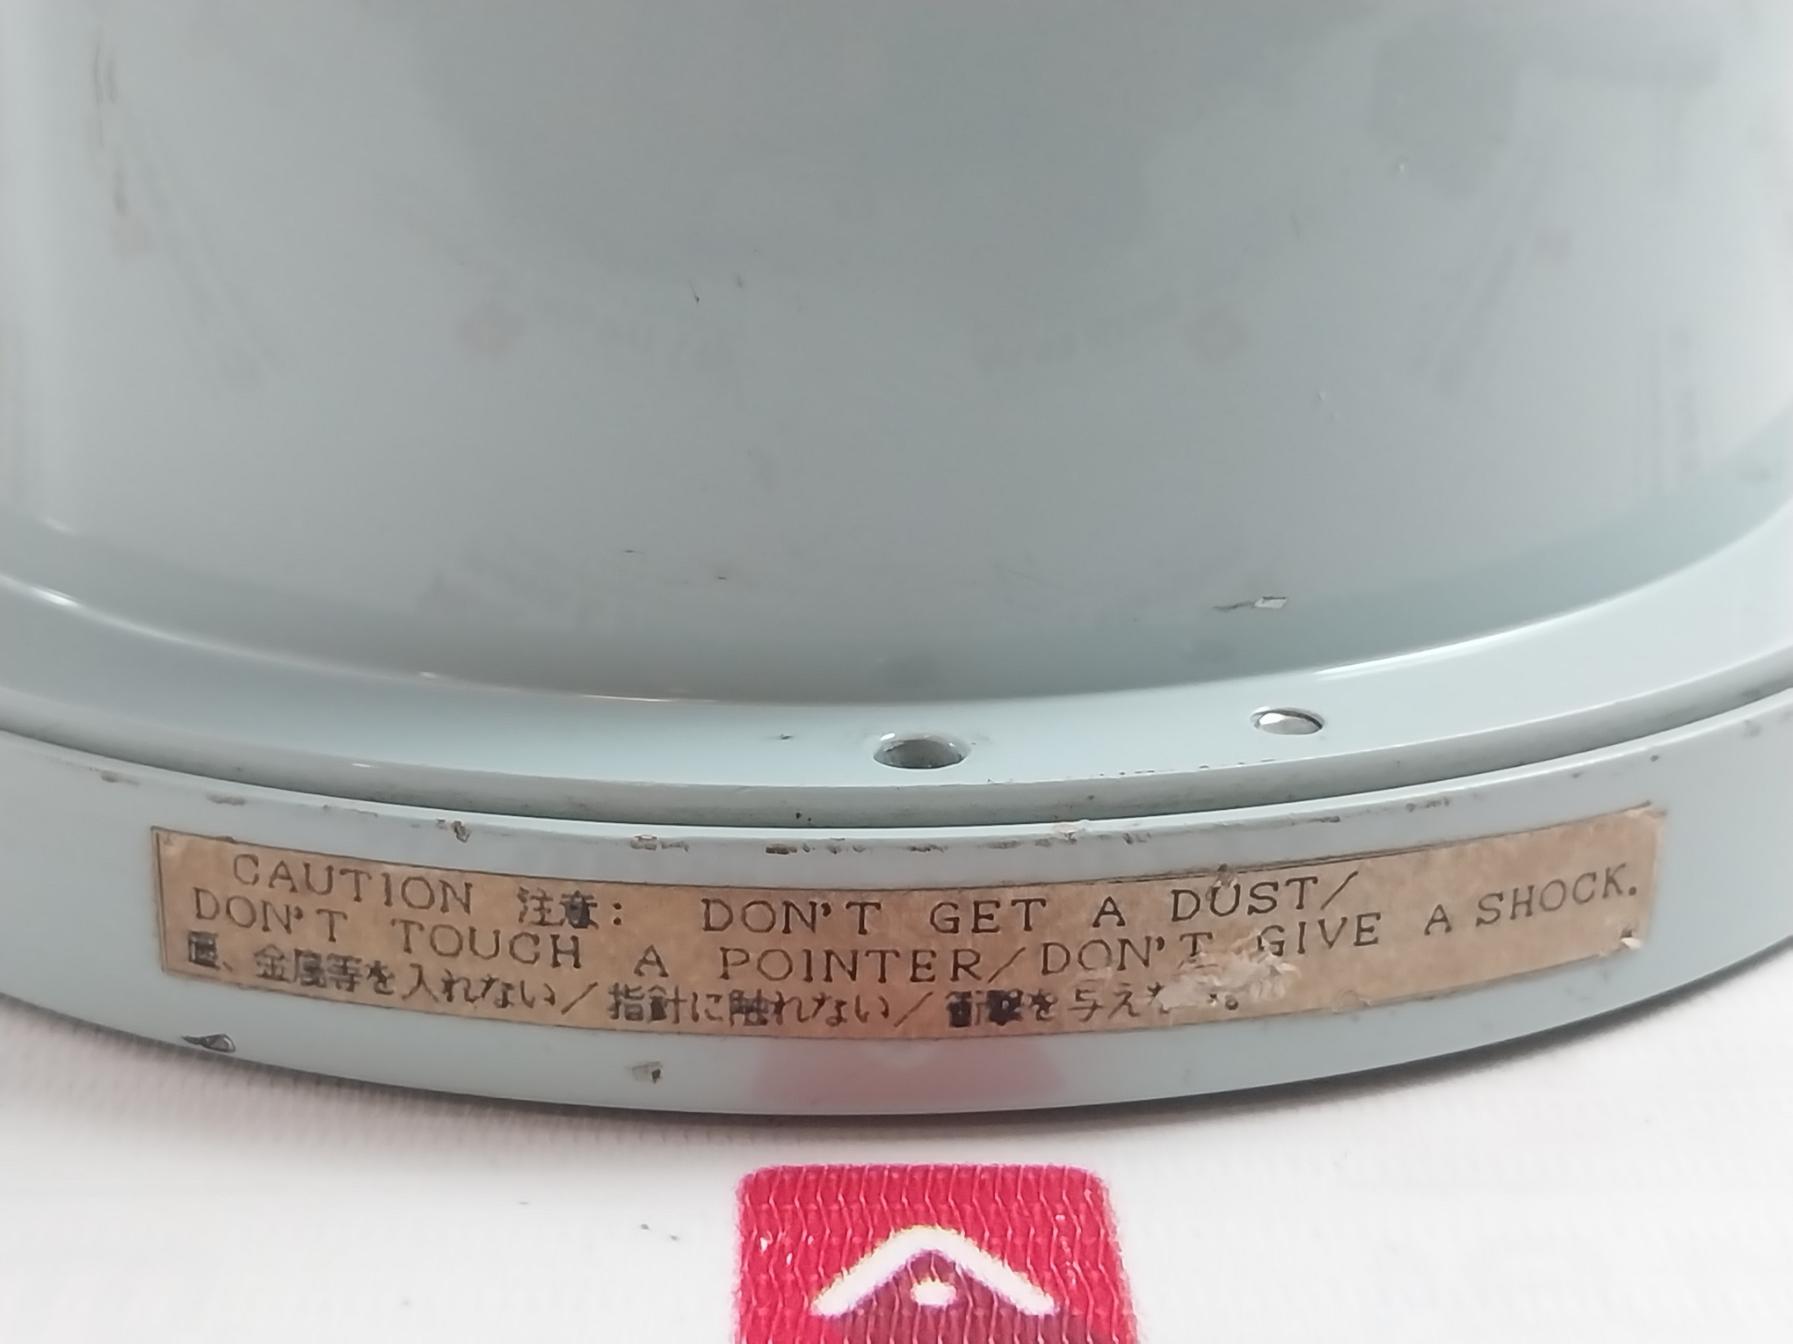 CAUTION 注意: DON'T GET A DUST/
DON'T TOUCH A POINTER/DON'T GIVE A SHOCK.
金属等を入れない/指針に触れない/衝撃を与えな